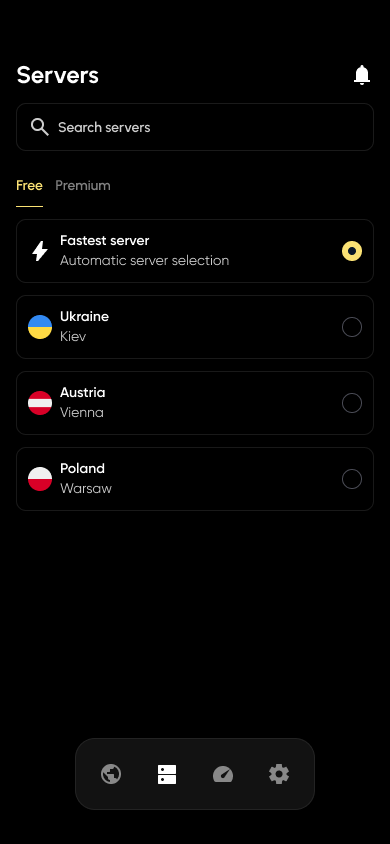 Servers
Search servers
Free Premium
Fastest server
Automatic server selection
Ukraine
Kiev
Austria
Vienna
Poland
Warsaw